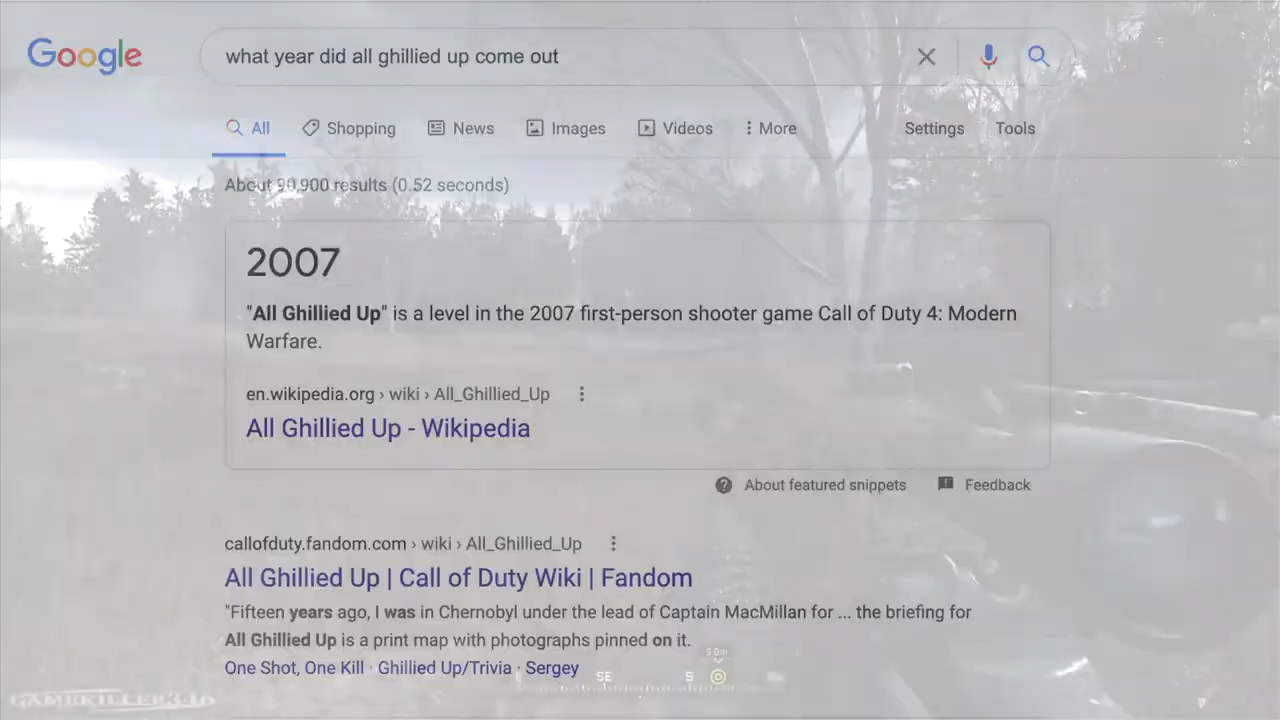 Google
what year did all ghillied up come out
All Shopping News Images Videos More Settings Tools
About 90,900 results (0.52 seconds)
2007
"All Ghillied Up" is a level in the 2007 first-person shooter game Call of Duty 4: Modern
Warfare.
en.wikipedia.org › wiki › All_Ghillied_Up
All Ghillied Up - Wikipedia
About featured snippets Feedback
callofduty.fandom.com › wiki › All_Ghillied_Up
All Ghillied Up | Call of Duty Wiki | Fandom
"Fifteen years ago, I was in Chernobyl under the lead of Captain MacMillan for ... the briefing for
All Ghillied Up is a print map with photographs pinned on it.
One Shot, One Kill · Ghillied Up/Trivia · Sergey
SE S